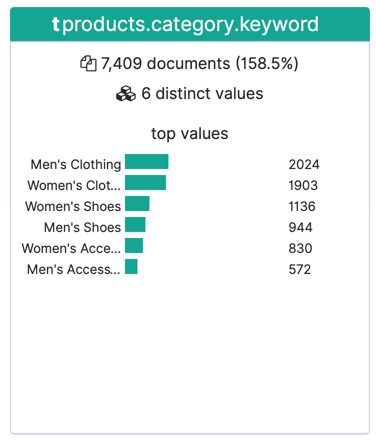 t products.category.keyword
7,409 documents (158.5%)
6 distinct values
top values
Men's Clothing 2024
Women's Clot... 1903
Women's Shoes 1136
Men's Shoes 944
Women's Acce... 830
Men's Access... 572